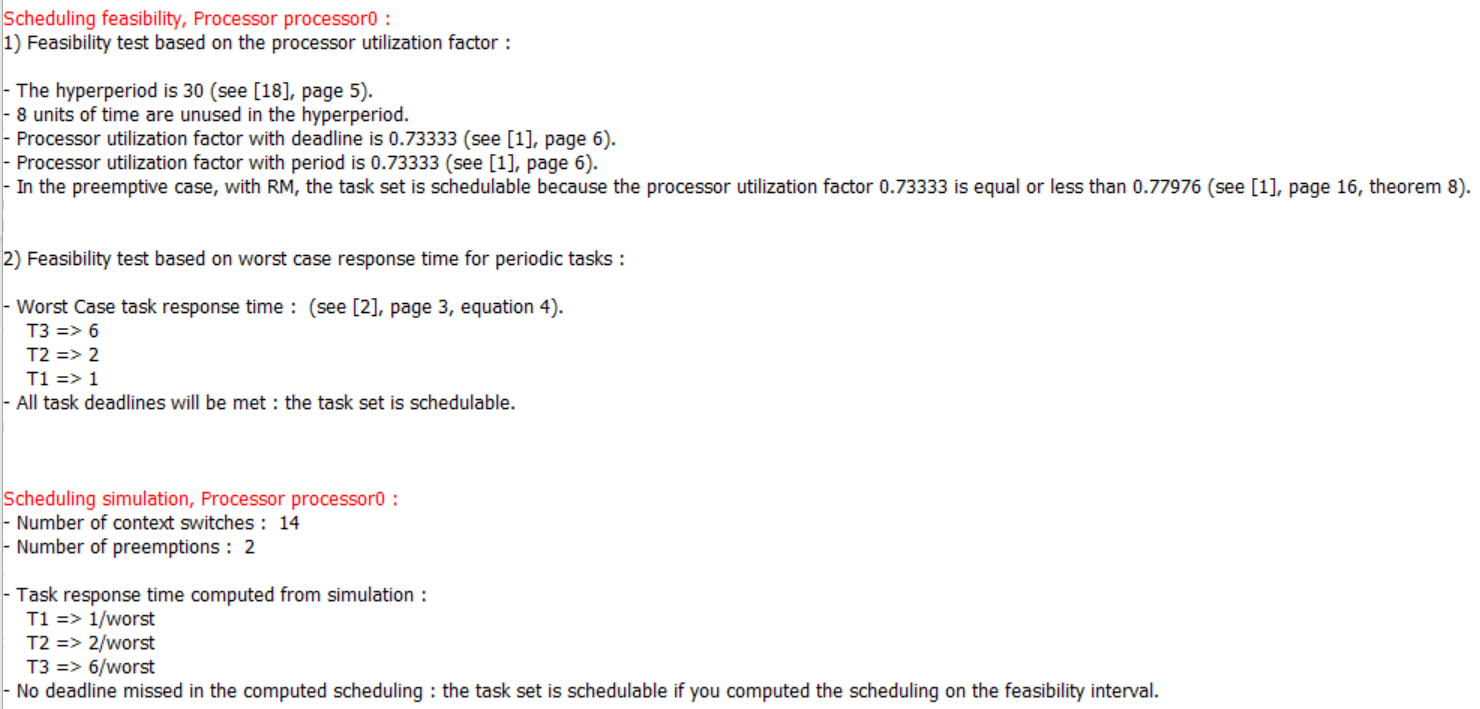 Scheduling feasibility, Processor processor0 :
1) Feasibility test based on the processor utilization factor :
- The hyperperiod is 30 (see [18], page 5).
- 8 units of time are unused in the hyperperiod.
- Processor utilization factor with deadline is 0.73333 (see [1], page 6).
- Processor utilization factor with period is 0.73333 (see [1], page 6).
- In the preemptive case, with RM, the task set is schedulable because the processor utilization factor 0.73333 is equal or less than 0.77976 (see [1], page 16, theorem 8).
2) Feasibility test based on worst case response time for periodic tasks :
- Worst Case task response time :  (see [2], page 3, equation 4).
T3 => 6
T2 => 2
T1 => 1
- All task deadlines will be met : the task set is schedulable.
Scheduling simulation, Processor processor0 :
- Number of context switches :  14
- Number of preemptions :  2
- Task response time computed from simulation :
T1 => 1/worst
T2 => 2/worst
T3 => 6/worst
- No deadline missed in the computed scheduling : the task set is schedulable if you computed the scheduling on the feasibility interval.